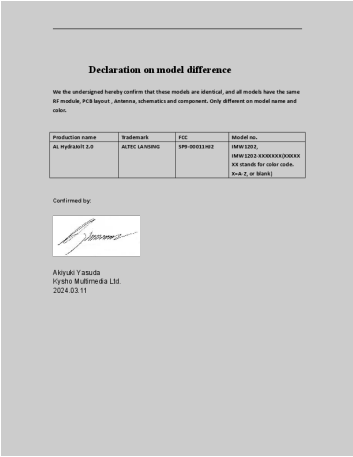 Declaration on model difference
We the undersigned hereby confirm that these models are identical, and all models have the same
RF module, PCB layout , Antenna, schematics and component. Only different on model name and
color.
Production name Trademark FCC Model no.
AL HydraJolt 2.0 ALTEC LANSING SP9-00011HJ2 IMW1202,
IMW1202-XXXXXXX(XXXXX
XX stands for color code.
X=A-Z, or blank)
Confirmed by:
Akiyuki Yasuda
Kysho Multimedia Ltd.
2024.03.11